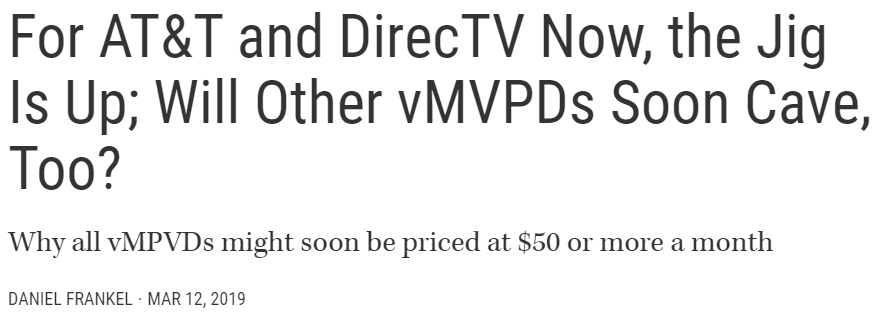 For AT&T and DirecTV Now, the Jig
Is Up; Will Other vMVPDs Soon Cave,
Too?
Why all vMPVDs might soon be priced at $50 or more a month
DANIEL FRANKEL · MAR 12, 2019